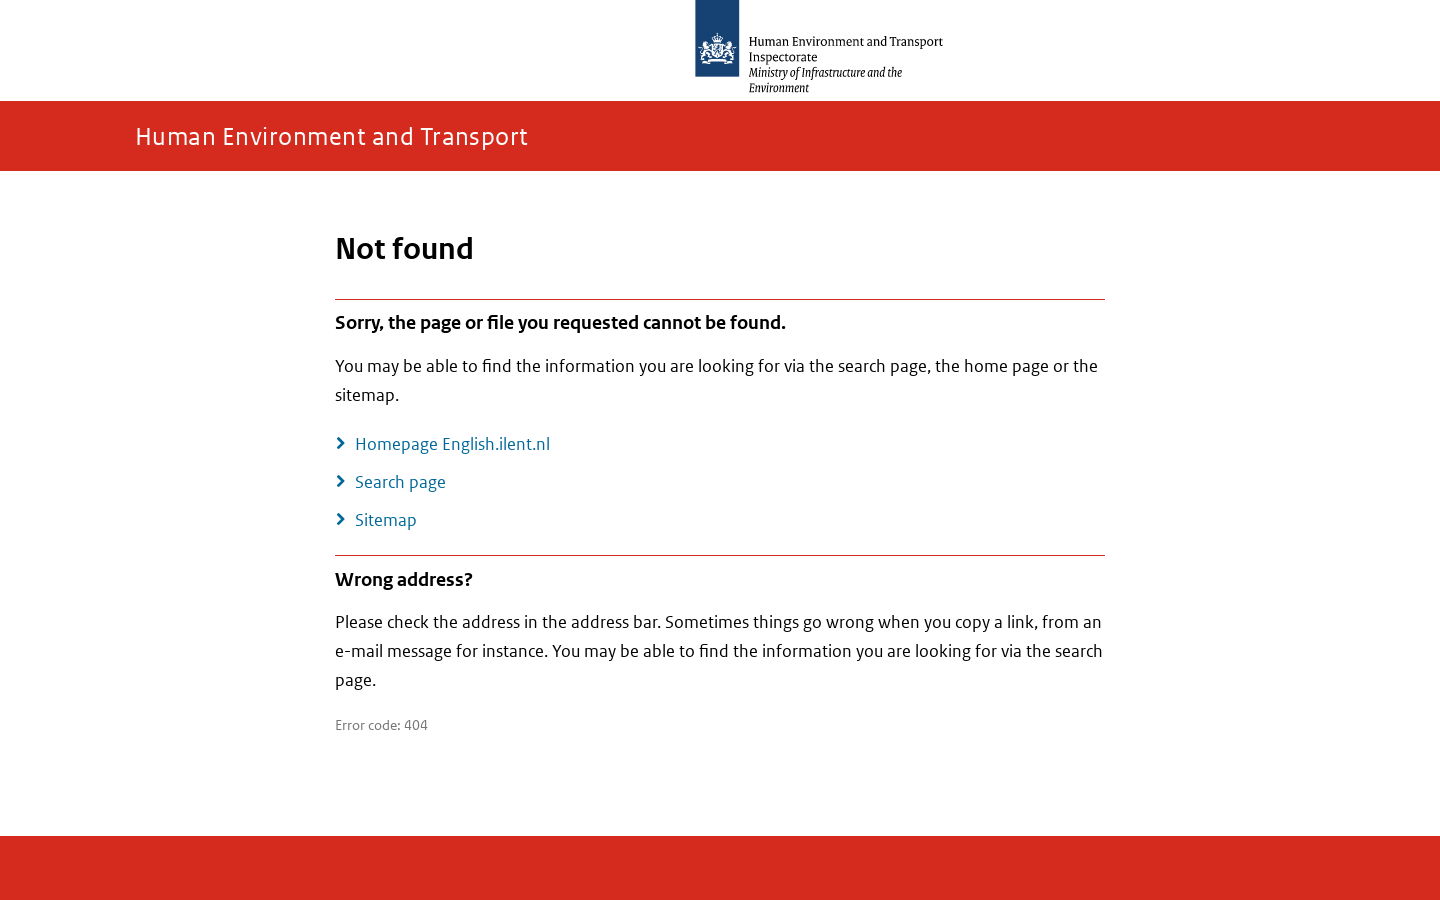 Human Environment and Transport
Inspectorate
Ministry of Infrastructure and the
Environment
Human Environment and Transport
Not found
Sorry, the page or file you requested cannot be found.
You may be able to find the information you are looking for via the search page, the home page or the
sitemap.
Homepage English.ilent.nl
Search page
Sitemap
Wrong address?
Please check the address in the address bar. Sometimes things go wrong when you copy a link, from an
e-mail message for instance. You may be able to find the information you are looking for via the search
page.
Error code: 404